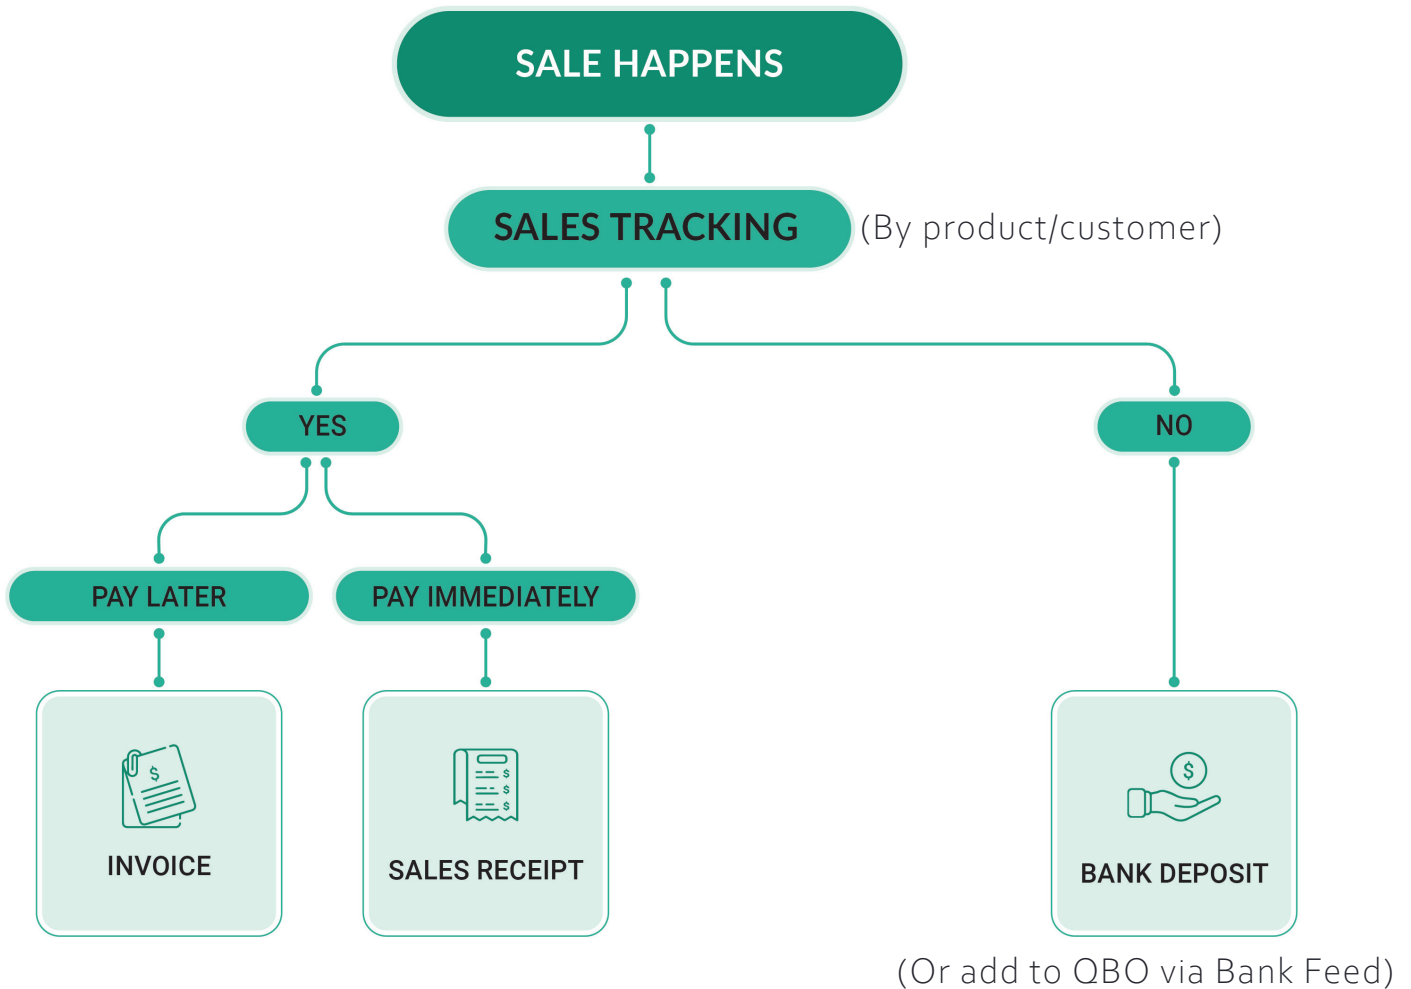 SALE HAPPENS
SALES TRACKING (By product/customer)
YES
NO
PAY LATER
PAY IMMEDIATELY
$
$
$
$
$
INVOICE
SALES RECEIPT
BANK DEPOSIT
(Or add to QBO via Bank Feed)